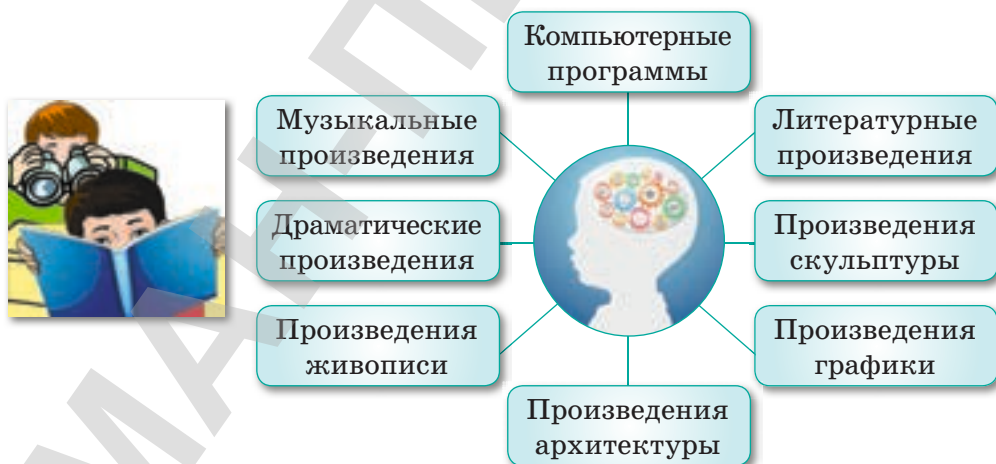 Компьютерные
программы
Музыкальные
произведения
Литературные
произведения
Драматические
произведения
Произведения
скульптуры
Произведения
живописи
Произведения
графики
Произведения
архитектуры